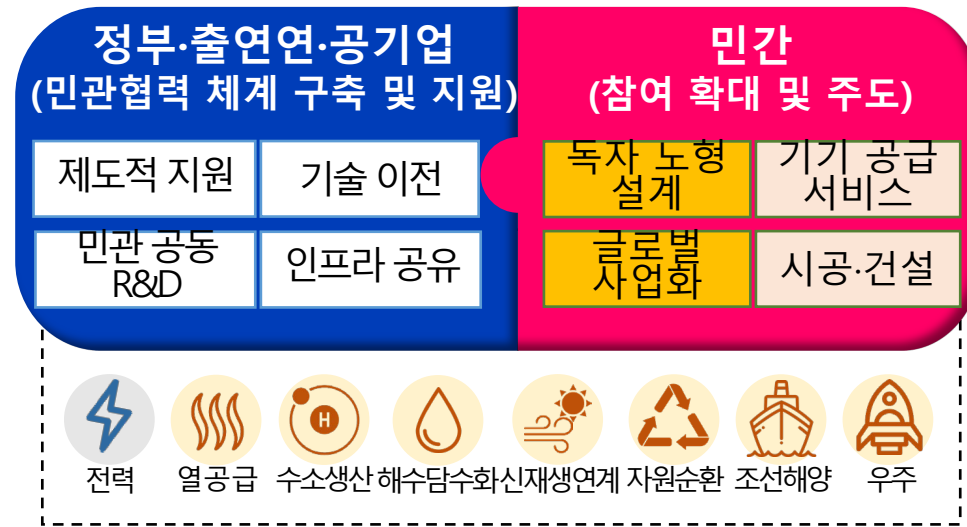 정부·출연연·공기업
(민관협력 체계 구축 및 지원)
민간
(참여 확대 및 주도)
제도적 지원
기술 이전
독자 노형
설계
기기 공급
서비스
민관 공동
R&D
인프라 공유
글로벌
사업화
시공·건설
H
전력
열공급
수소생산
해수담수화
신재생연계
자원순환
조선해양
우주